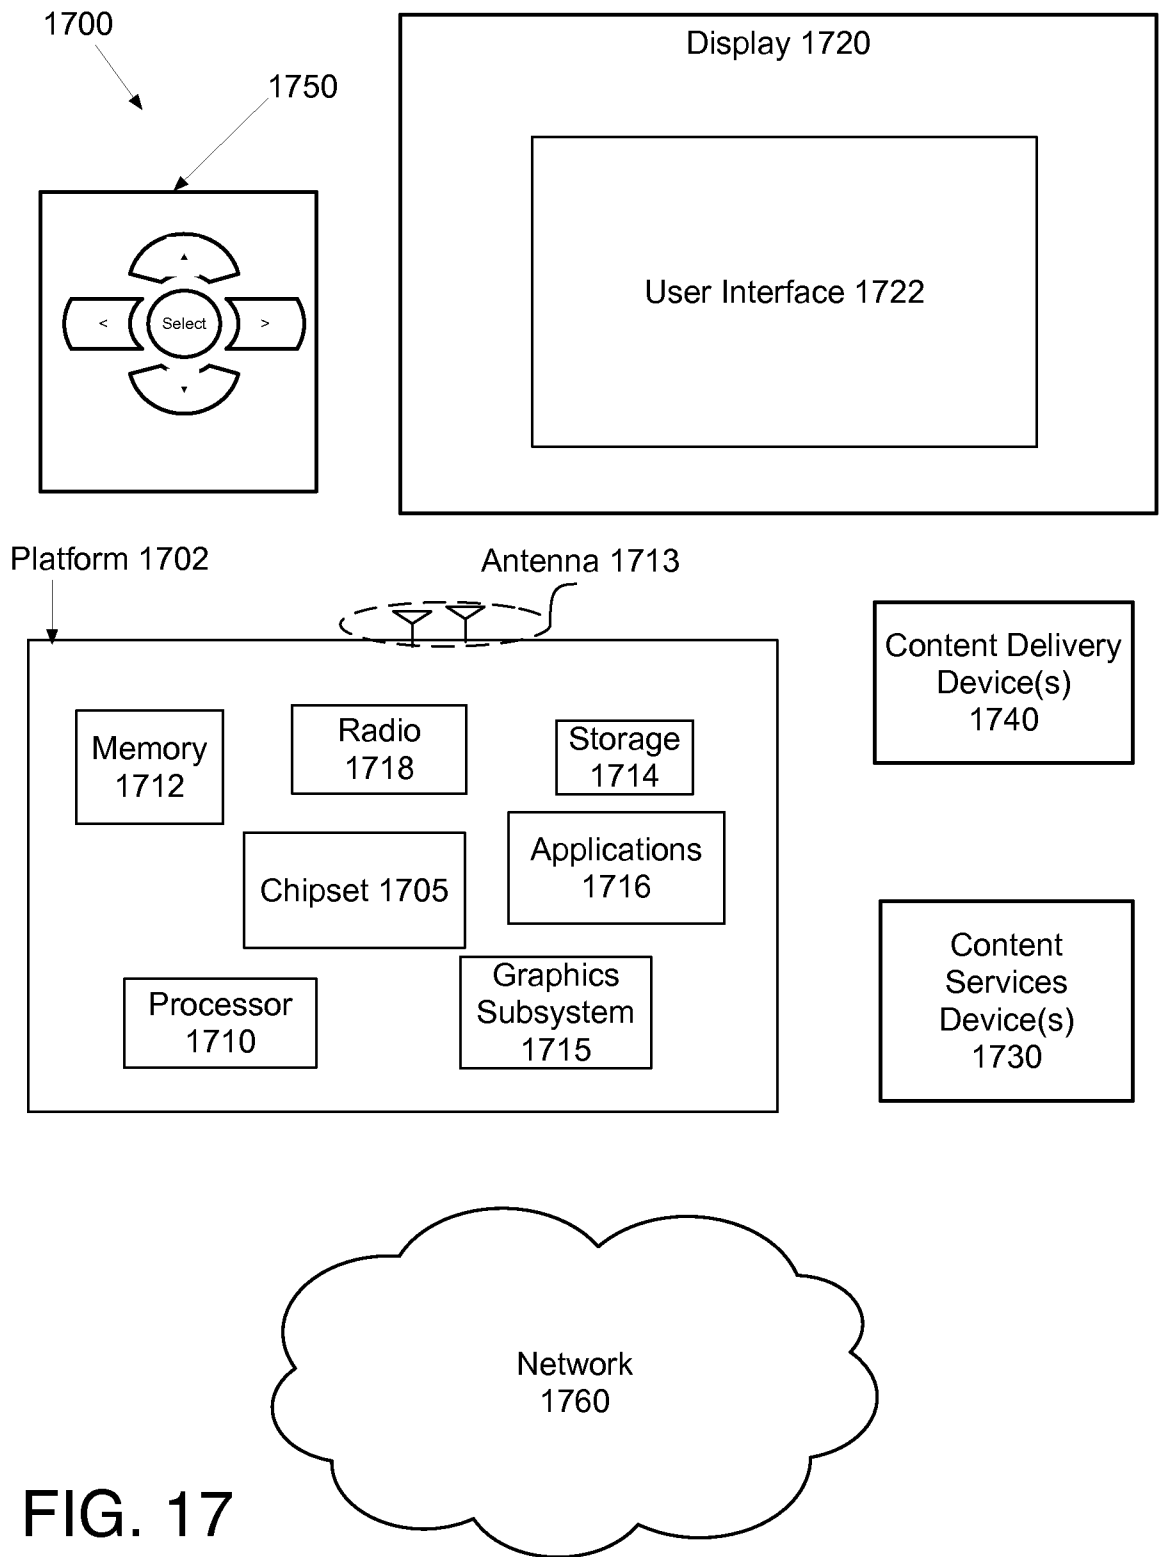 1700
1750
Display 1720
User Interface 1722
<
Select
>
Platform 1702
Antenna 1713
Memory
1712
Radio
1718
Storage
1714
Chipset 1705
Applications
1716
Processor
1710
Graphics
Subsystem
1715
Content Delivery
Device(s)
1740
Content
Services
Device(s)
1730
Network
1760
FIG. 17